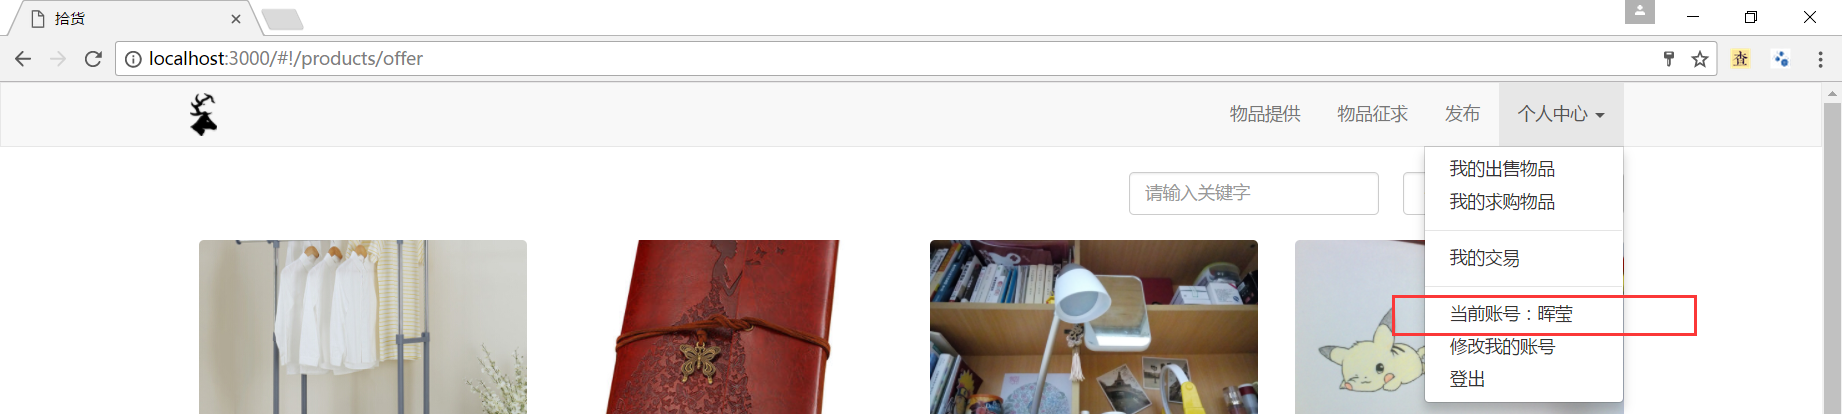 拾货
localhost:3000/#!/products/offer
查
物品提供
物品征求
发布
个人中心
请输入关键字
我的出售物品
我的求购物品
我的交易
当前账号：晖莹
修改我的账号
登出